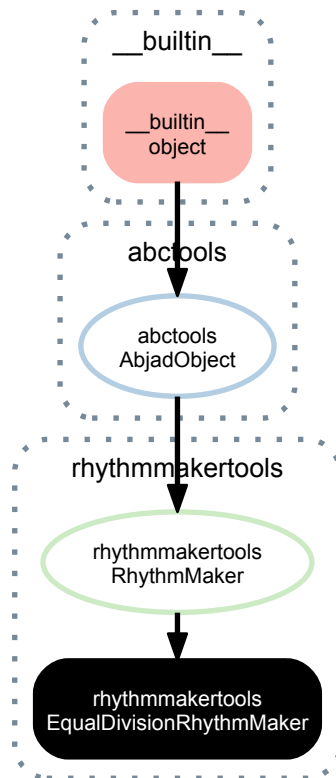 __builtin__
__builtin__
object
abctools
abctools
AbjadObject
rhythmmakertools
rhythmmakertools
RhythmMaker
rhythmmakertools
EqualDivisionRhythmMaker